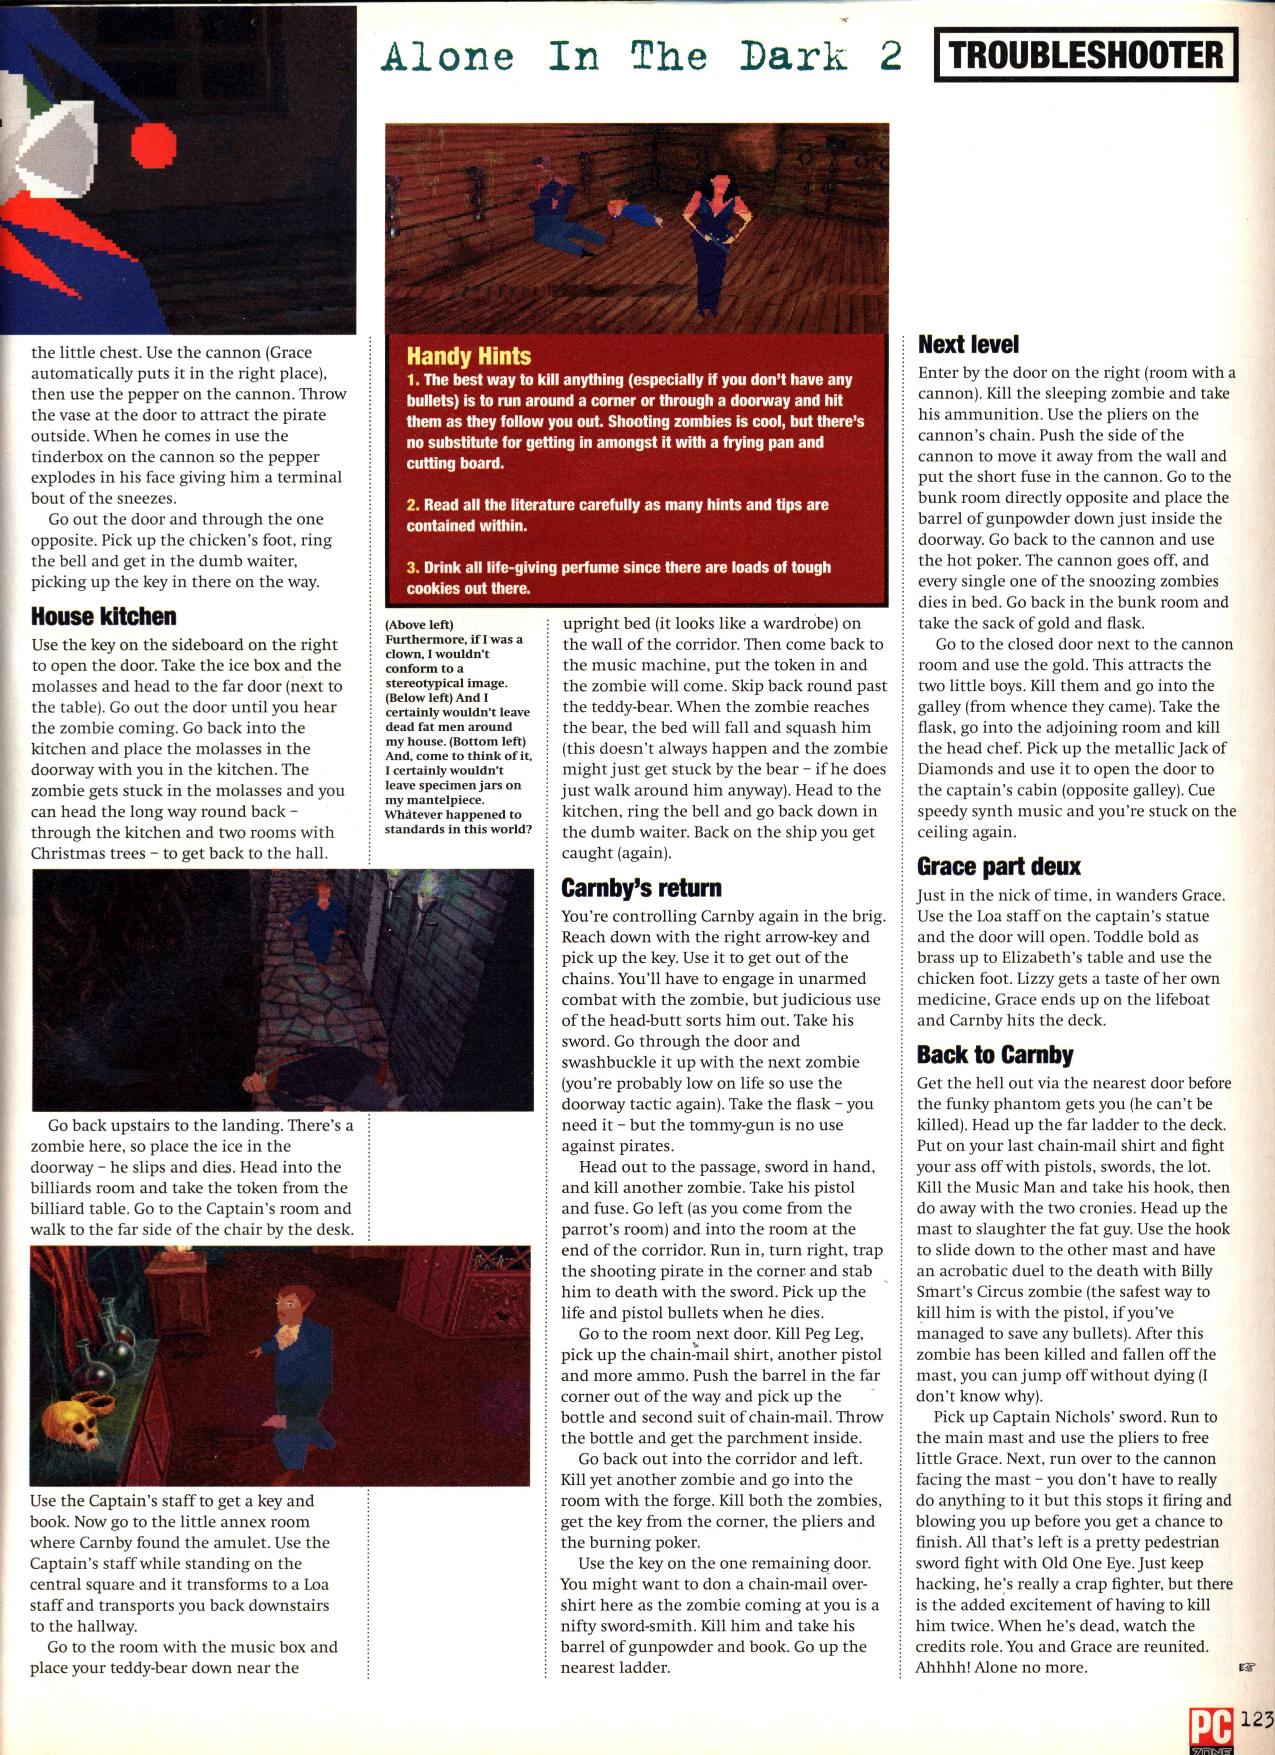 Alone In The Dark 2
TROUBLESHOOTER
the little chest. Use the cannon (Grace
automatically puts it in the right place),
then use the pepper on the cannon. Throw
the vase at the door to attract the pirate
outside. When he comes in use the
tinderbox on the cannon so the pepper
explodes in his face giving him a terminal
bout of the sneezes.
Go out the door and through the one
opposite. Pick up the chicken's foot, ring
the bell and get in the dumb waiter,
picking up the key in there on the way.
House kitchen
Use the key on the sideboard on the right
to open the door. Take the ice box and the
molasses and head to the far door (next to
the table). Go out the door until you hear
the zombie coming. Go back into the
kitchen and place the molasses in the
doorway with you in the kitchen. The
zombie gets stuck in the molasses and you
can head the long way round back –
through the kitchen and two rooms with
Christmas trees – to get back to the hall.
Go back upstairs to the landing. There's a
zombie here, so place the ice in the
doorway – he slips and dies. Head into the
billiards room and take the token from the
billiard table. Go to the Captain's room and
walk to the far side of the chair by the desk.
Use the Captain's staff to get a key and
book. Now go to the little annex room
where Carnby found the amulet. Use the
Captain's staff while standing on the
central square and it transforms to a Loa
staff and transports you back downstairs
to the hallway.
Go to the room with the music box and
place your teddy-bear down near the
Handy Hints
1. The best way to kill anything (especially if you don't have any
bullets) is to run around a corner or through a doorway and hit
them as they follow you out. Shooting zombies is cool, but there's
no substitute for getting in amongst it with a frying pan and
cutting board.
2. Read all the literature carefully as many hints and tips are
contained within.
3. Drink all life-giving perfume since there are loads of tough
cookies out there.
(Above left)
Furthermore, if I was a
clown, I wouldn't
conform to a
stereotypical image.
(Below left) And I
certainly wouldn't leave
dead fat men around
my house. (Bottom left)
And, come to think of it,
I certainly wouldn't
leave specimen jars on
my mantelpiece.
Whatever happened to
standards in this world?
upright bed (it looks like a wardrobe) on
the wall of the corridor. Then come back to
the music machine, put the token in and
the zombie will come. Skip back round past
the teddy-bear. When the zombie reaches
the bear, the bed will fall and squash him
(this doesn't always happen and the zombie
might just get stuck by the bear – if he does
just walk around him anyway). Head to the
kitchen, ring the bell and go back down in
the dumb waiter. Back on the ship you get
caught (again).
Carnby's return
You're controlling Carnby again in the brig.
Reach down with the right arrow-key and
pick up the key. Use it to get out of the
chains. You'll have to engage in unarmed
combat with the zombie, but judicious use
of the head-butt sorts him out. Take his
sword. Go through the door and
swashbuckle it up with the next zombie
(you're probably low on life so use the
doorway tactic again). Take the flask – you
need it – but the tommy-gun is no use
against pirates.
Head out to the passage, sword in hand,
and kill another zombie. Take his pistol
and fuse. Go left (as you come from the
parrot's room) and into the room at the
end of the corridor. Run in, turn right, trap
the shooting pirate in the corner and stab
him to death with the sword. Pick up the
life and pistol bullets when he dies.
Go to the room next door. Kill Peg Leg,
pick up the chain-mail shirt, another pistol
and more ammo. Push the barrel in the far
corner out of the way and pick up the
bottle and second suit of chain-mail. Throw
the bottle and get the parchment inside.
Go back out into the corridor and left.
Kill yet another zombie and go into the
room with the forge. Kill both the zombies,
get the key from the corner, the pliers and
the burning poker.
Use the key on the one remaining door.
You might want to don a chain-mail over-
shirt here as the zombie coming at you is a
nifty sword-smith. Kill him and take his
barrel of gunpowder and book. Go up the
nearest ladder.
Next level
Enter by the door on the right (room with a
cannon). Kill the sleeping zombie and take
his ammunition. Use the pliers on the
cannon's chain. Push the side of the
cannon to move it away from the wall and
put the short fuse in the cannon. Go to the
bunk room directly opposite and place the
barrel of gunpowder down just inside the
doorway. Go back to the cannon and use
the hot poker. The cannon goes off, and
every single one of the snoozing zombies
dies in bed. Go back in the bunk room and
take the sack of gold and flask.
Go to the closed door next to the cannon
room and use the gold. This attracts the
two little boys. Kill them and go into the
galley (from whence they came). Take the
flask, go into the adjoining room and kill
the head chef. Pick up the metallic Jack of
Diamonds and use it to open the door to
the captain's cabin (opposite galley). Cue
speedy synth music and you're stuck on the
ceiling again.
Grace part deux
Just in the nick of time, in wanders Grace.
Use the Loa staff on the captain's statue
and the door will open. Toddle bold as
brass up to Elizabeth's table and use the
chicken foot. Lizzy gets a taste of her own
medicine, Grace ends up on the lifeboat
and Carnby hits the deck.
Back to Carnby
Get the hell out via the nearest door before
the funky phantom gets you (he can't be
killed). Head up the far ladder to the deck.
Put on your last chain-mail shirt and fight
your ass off with pistols, swords, the lot.
Kill the Music Man and take his hook, then
do away with the two cronies. Head up the
mast to slaughter the fat guy. Use the hook
to slide down to the other mast and have
an acrobatic duel to the death with Billy
Smart's Circus zombie (the safest way to
kill him is with the pistol, if you've
managed to save any bullets). After this
zombie has been killed and fallen off the
mast, you can jump off without dying (I
don't know why).
Pick up Captain Nichols' sword. Run to
the main mast and use the pliers to free
little Grace. Next, run over to the cannon
facing the mast – you don't have to really
do anything to it but this stops it firing and
blowing you up before you get a chance to
finish. All that's left is a pretty pedestrian
sword fight with Old One Eye. Just keep
hacking, he's really a crap fighter, but there
is the added excitement of having to kill
him twice. When he's dead, watch the
credits role. You and Grace are reunited.
Ahhhh! Alone no more.
PC
ZONE
123